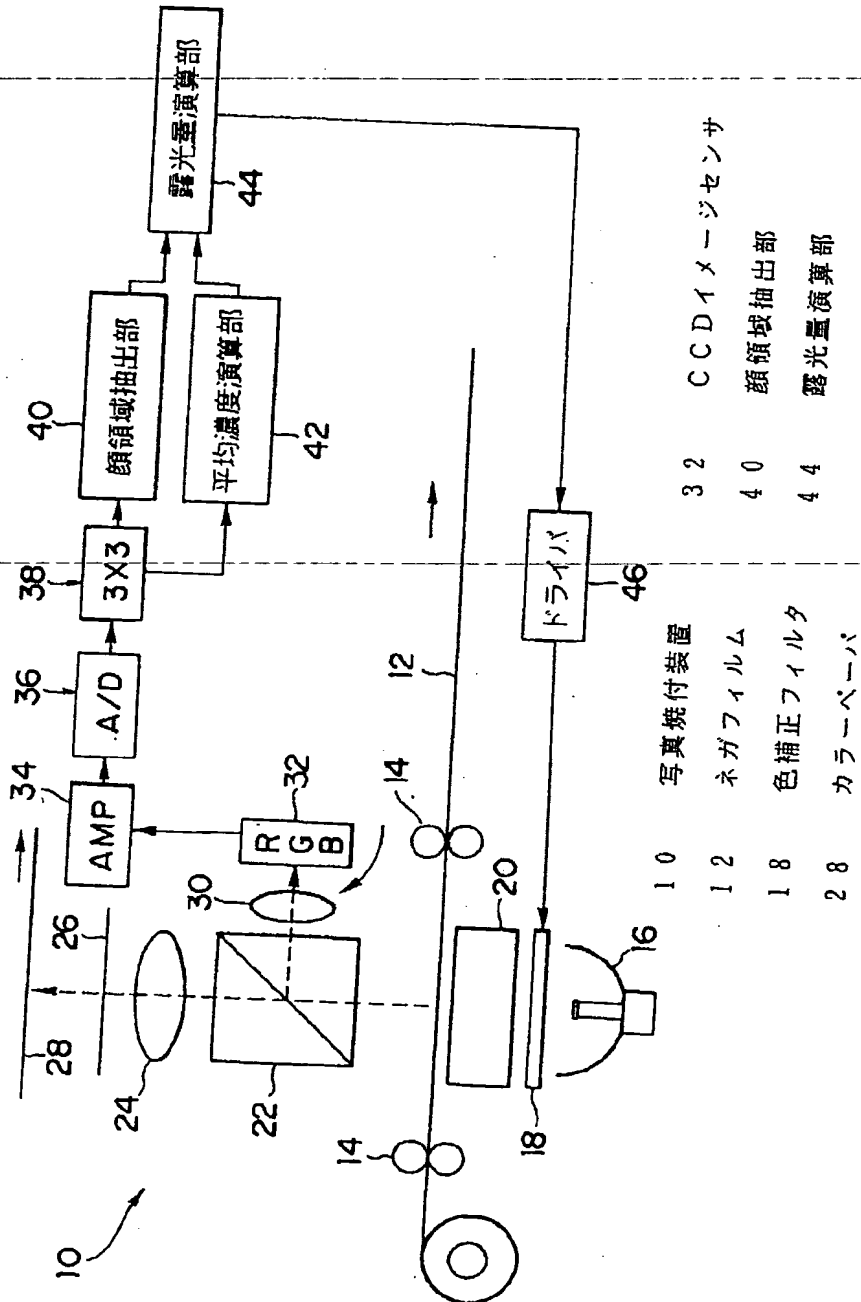 10
28
26
24
22
30
34
AMP
36
A/D
38
3×3
40
顔領域抽出部
平均濃度演算部
42
露光量演算部
44
R
G
B
32
14
14
12
20
18
16
ドライバ
46
10 写真焼付装置
12 ネガフィルム
18 色補正フィルタ
28 カラーペーパ
32 CCDイメージセンサ
40 顔領域抽出部
44 露光量演算部